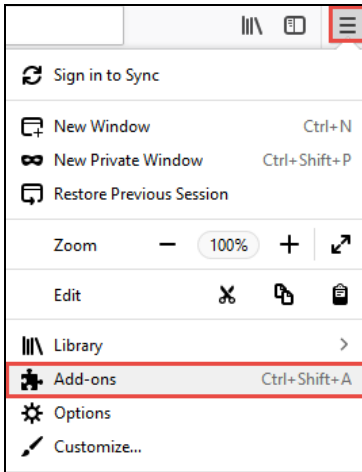 Sign in to Sync
New Window Ctrl+N
New Private Window Ctrl+Shift+P
Restore Previous Session
Zoom 100%
Edit
Library
Add-ons Ctrl+Shift+A
Options
Customize...